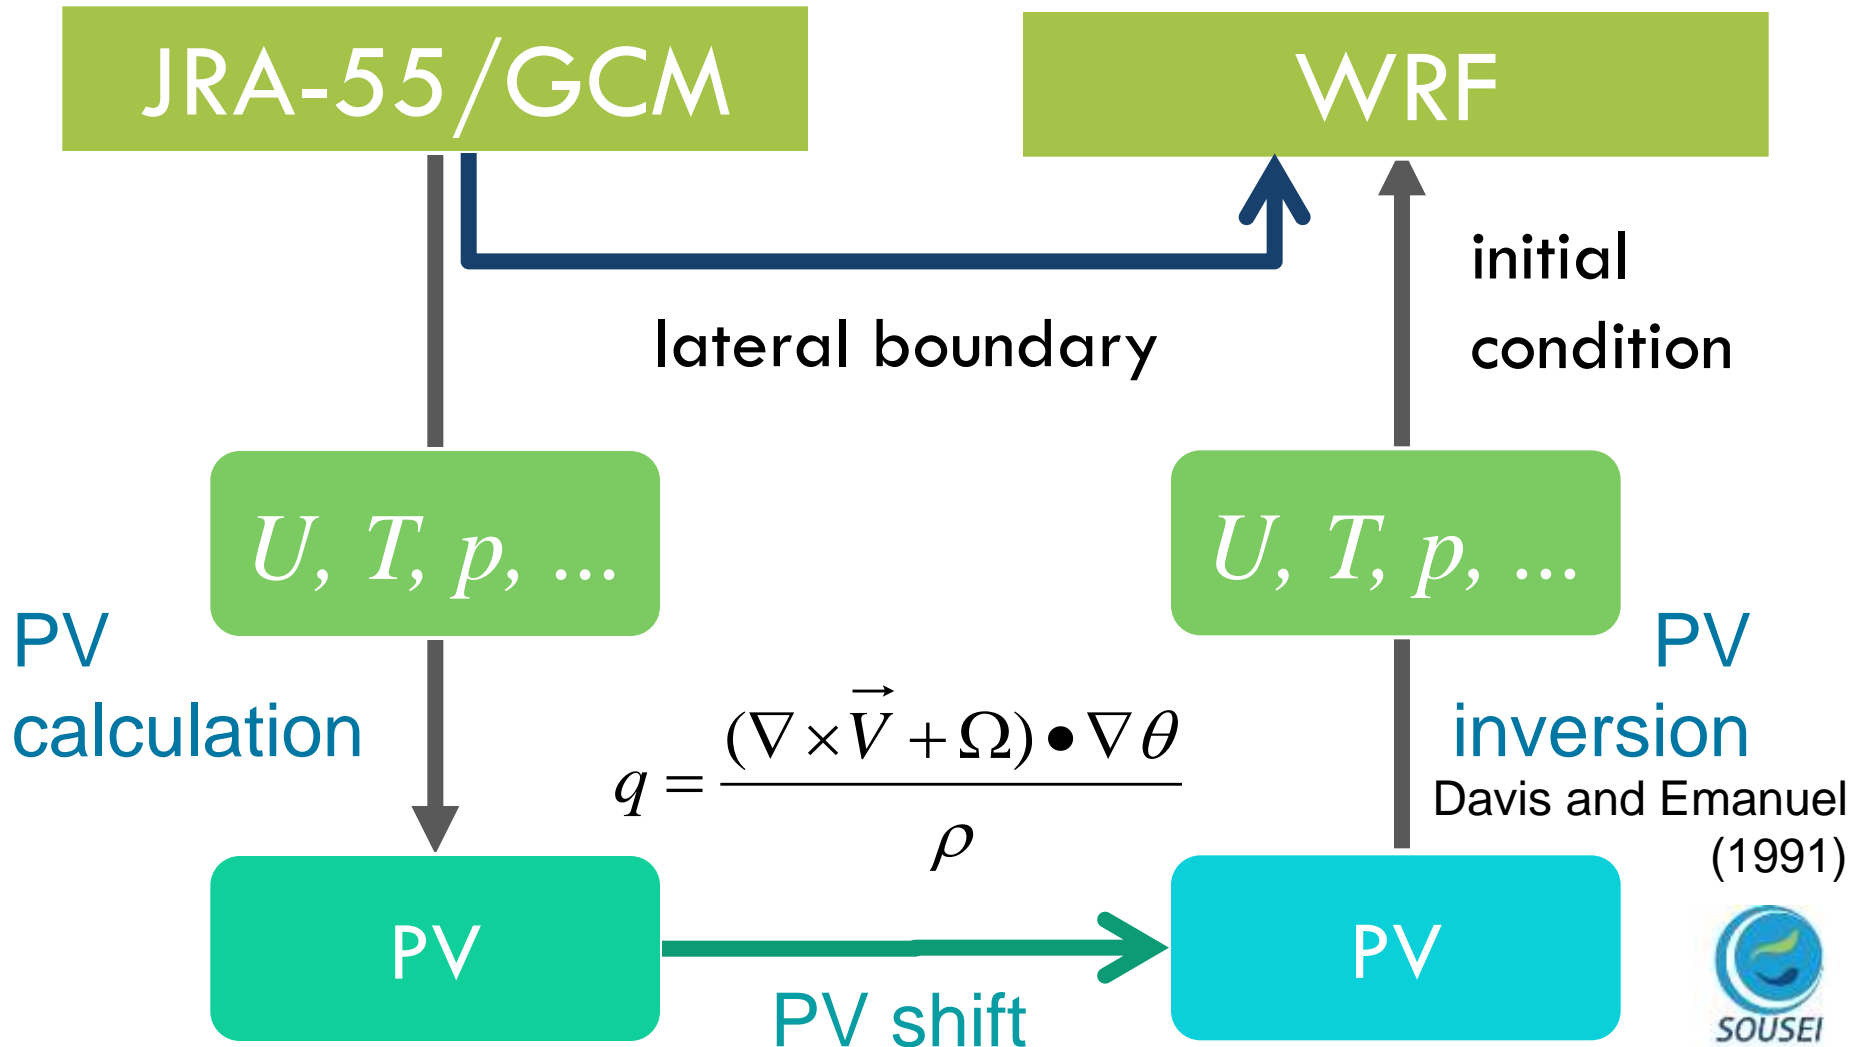 JRA-55/GCM
WRF
initial
condition
lateral boundary
U, T, p, ...
U, T, p, ...
PV
calculation
PV
inversion
Davis and Emanuel
(1991)
q = (∇ × V⃗ + Ω) • ∇θ / ρ
PV
PV
PV shift
SOUSEI